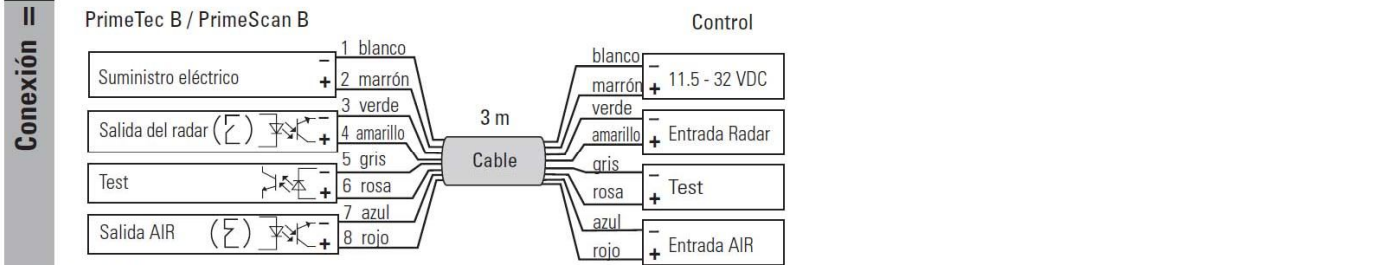 Conexión II
PrimeTec B / PrimeScan B
Control
Suministro eléctrico
–
+
1 blanco
2 marrón
Salida del radar
–
+
3 verde
4 amarillo
Test
–
+
5 gris
6 rosa
Salida AIR
–
+
7 azul
8 rojo
3 m
Cable
blanco
marrón
–
+
11.5 - 32 VDC
verde
amarillo
–
+
Entrada Radar
gris
rosa
–
+
Test
azul
rojo
–
+
Entrada AIR